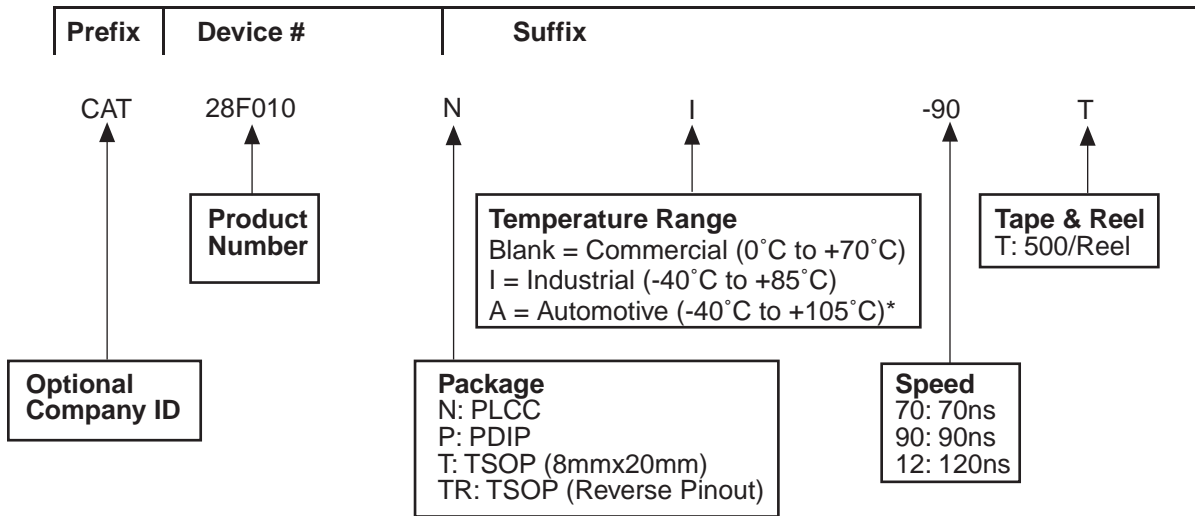 Prefix Device # Suffix
CAT 28F010 N I -90 T
Product
Number
Temperature Range
Blank = Commercial (0˚C to +70˚C)
I = Industrial (-40˚C to +85˚C)
A = Automotive (-40˚C to +105˚C)*
Tape & Reel
T: 500/Reel
Optional
Company ID
Package
N: PLCC
P: PDIP
T: TSOP (8mmx20mm)
TR: TSOP (Reverse Pinout)
Speed
70: 70ns
90: 90ns
12: 120ns